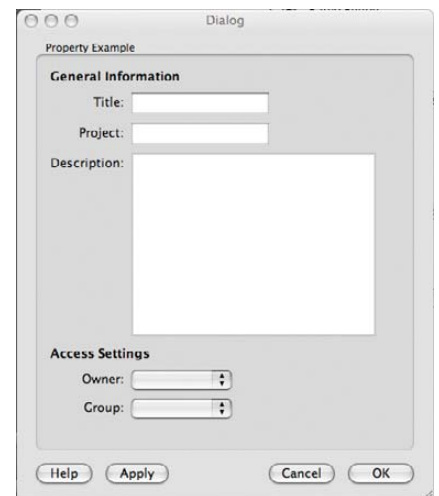 Dialog
Property Example
General Information
Title:
Project:
Description:
Access Settings
Owner:
Group:
Help Apply Cancel OK